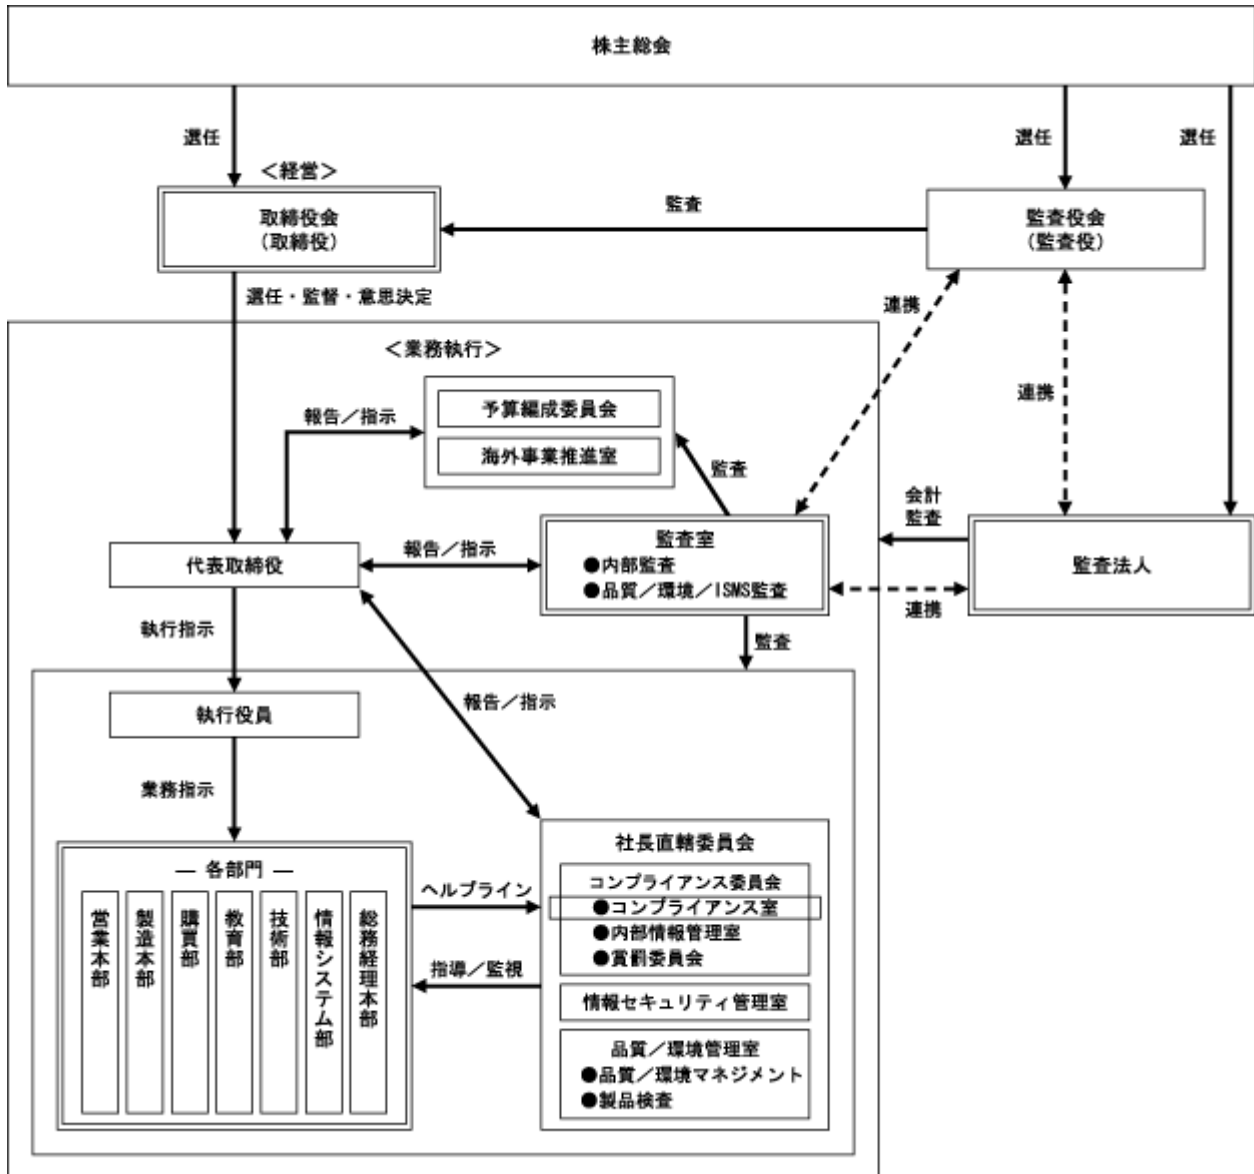 株主総会
選任
選任
選任
＜経営＞
取締役会
(取締役)
監査
監査役会
(監査役)
選任・監督・意思決定
連携
連携
＜業務執行＞
予算編成委員会
海外事業推進室
報告／指示
監査
会計
監査
代表取締役
報告／指示
監査室
●内部監査
●品質／環境／ISMS監査
監査法人
連携
執行指示
監査
執行役員
報告／指示
業務指示
― 各部門 ―
営業本部
製造本部
購買部
教育部
技術部
情報システム部
総務経理本部
ヘルプライン
指導／監視
社長直轄委員会
コンプライアンス委員会
●コンプライアンス室
●内部情報管理室
●賞罰委員会
情報セキュリティ管理室
品質／環境管理室
●品質／環境マネジメント
●製品検査